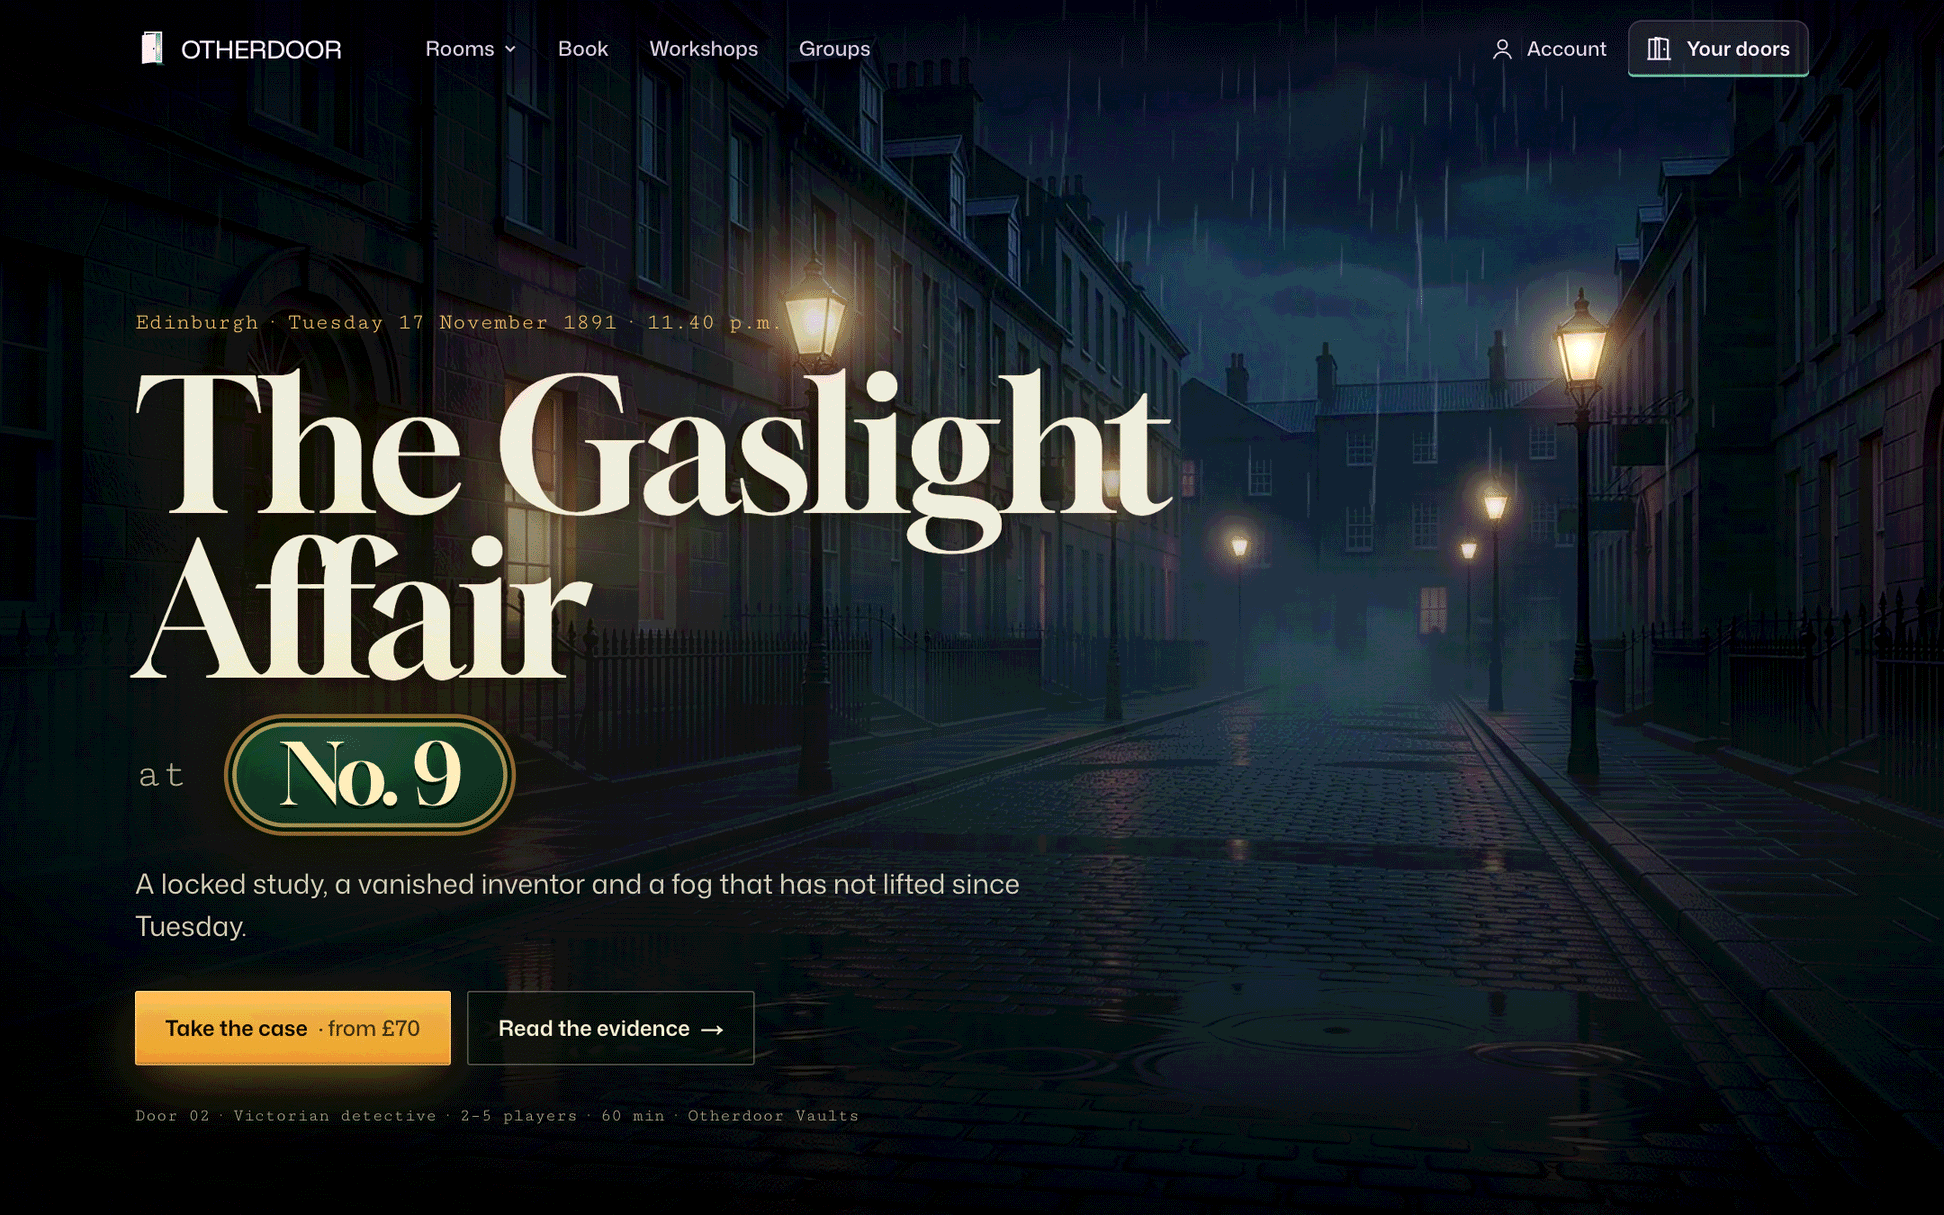 OTHERDOOR
Rooms
Book
Workshops
Groups
Account
Your doors
Edinburgh · Tuesday 17 November 1891 · 11.40 p.m.
The Gaslight
Affair
at No. 9
A locked study, a vanished inventor and a fog that has not lifted since
Tuesday.
Take the case · from £70
Read the evidence →
Door 02 · Victorian detective · 2–5 players · 60 min · Otherdoor Vaults